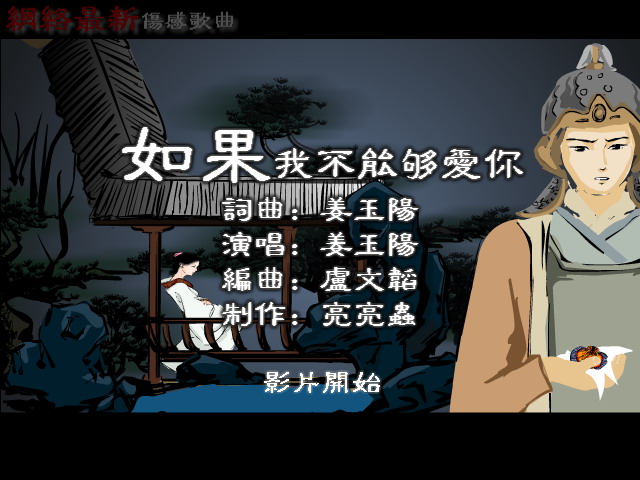 網絡最新傷感歌曲
如果我不能够愛你
詞曲：姜玉陽
演唱：姜玉陽
編曲：盧文韜
制作：亮亮蟲
影片開始